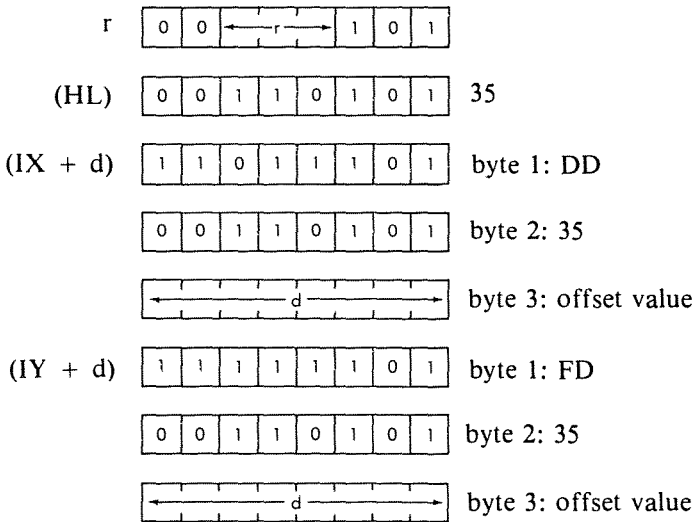 r 0 0 r 1 0 1
(HL) 0 0 1 1 0 1 0 1 35
(IX + d) 1 1 0 1 1 1 0 1 byte 1: DD
0 0 1 1 0 1 0 1 byte 2: 35
d byte 3: offset value
(IY + d) 1 1 1 1 1 1 0 1 byte 1: FD
0 0 1 1 0 1 0 1 byte 2: 35
d byte 3: offset value